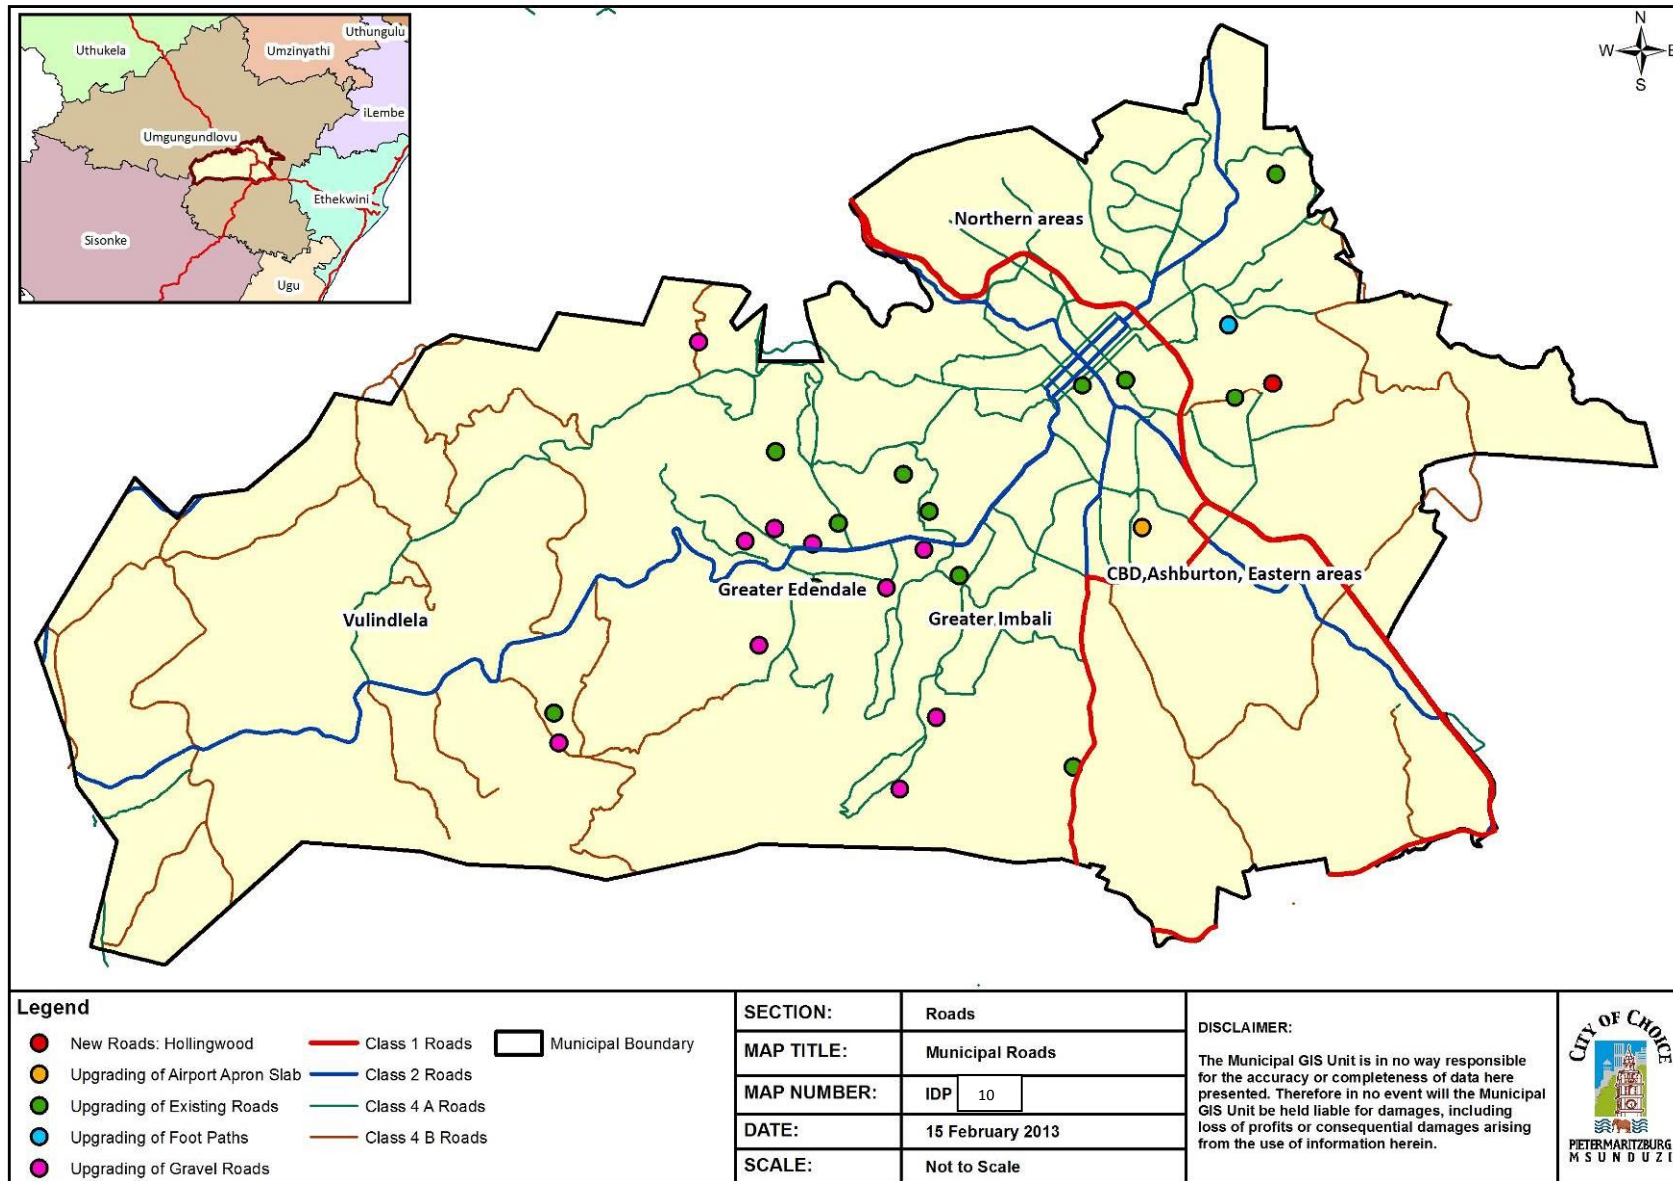 Uthukela
Umzinyathi
Uthungulu
iLembe
Umgungundlovu
Ethekwini
Sisonke
Ugu
N
W E
S
Northern areas
CBD,Ashburton, Eastern areas
Greater Edendale
Greater Imbali
Vulindlela
Legend
New Roads: Hollingwood
Upgrading of Airport Apron Slab
Upgrading of Existing Roads
Upgrading of Foot Paths
Upgrading of Gravel Roads
Class 1 Roads
Class 2 Roads
Class 4 A Roads
Class 4 B Roads
Municipal Boundary
SECTION: Roads
MAP TITLE: Municipal Roads
MAP NUMBER: IDP 10
DATE: 15 February 2013
SCALE: Not to Scale
DISCLAIMER:
The Municipal GIS Unit is in no way responsible
for the accuracy or completeness of data here
presented. Therefore in no event will the Municipal
GIS Unit be held liable for damages, including
loss of profits or consequential damages arising
from the use of information herein.
CITY OF CHOICE
PIETERMARITZBURG
MSUNDUZI